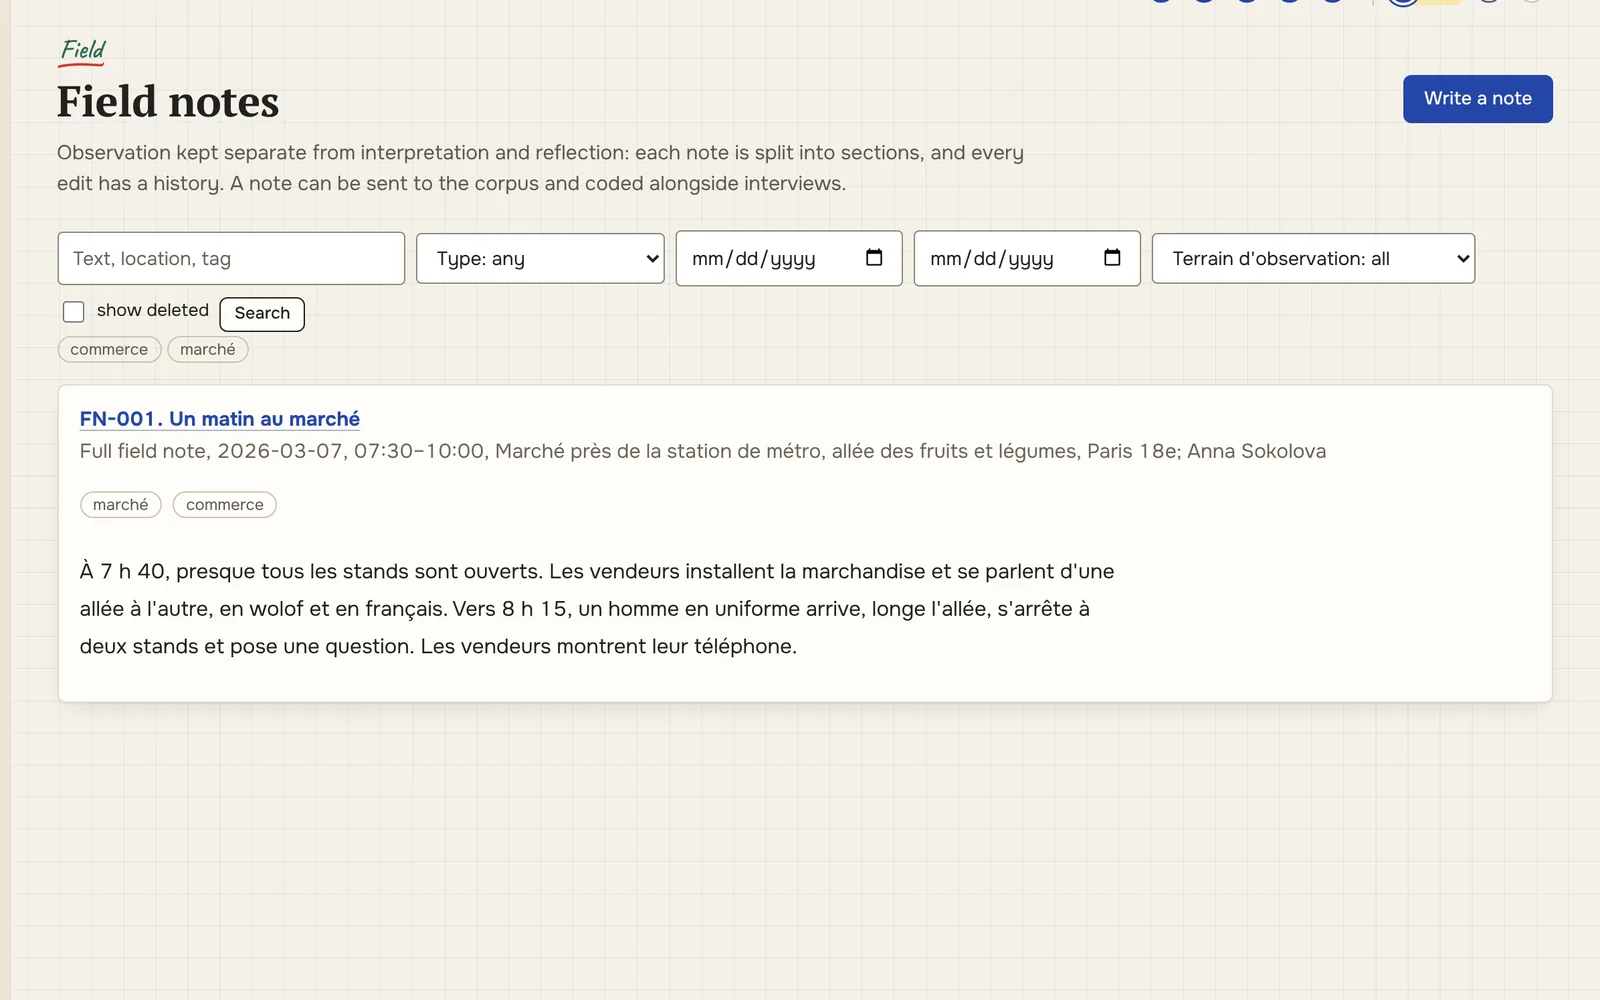 Field
Field notes
Write a note
Observation kept separate from interpretation and reflection: each note is split into sections, and every
edit has a history. A note can be sent to the corpus and coded alongside interviews.
Text, location, tag
Type: any
mm/dd/yyyy
mm/dd/yyyy
Terrain d'observation: all
show deleted
Search
commerce
marché
FN-001. Un matin au marché
Full field note, 2026-03-07, 07:30–10:00, Marché près de la station de métro, allée des fruits et légumes, Paris 18e; Anna Sokolova
marché
commerce
À 7 h 40, presque tous les stands sont ouverts. Les vendeurs installent la marchandise et se parlent d'une
allée à l'autre, en wolof et en français. Vers 8 h 15, un homme en uniforme arrive, longe l'allée, s'arrête à
deux stands et pose une question. Les vendeurs montrent leur téléphone.